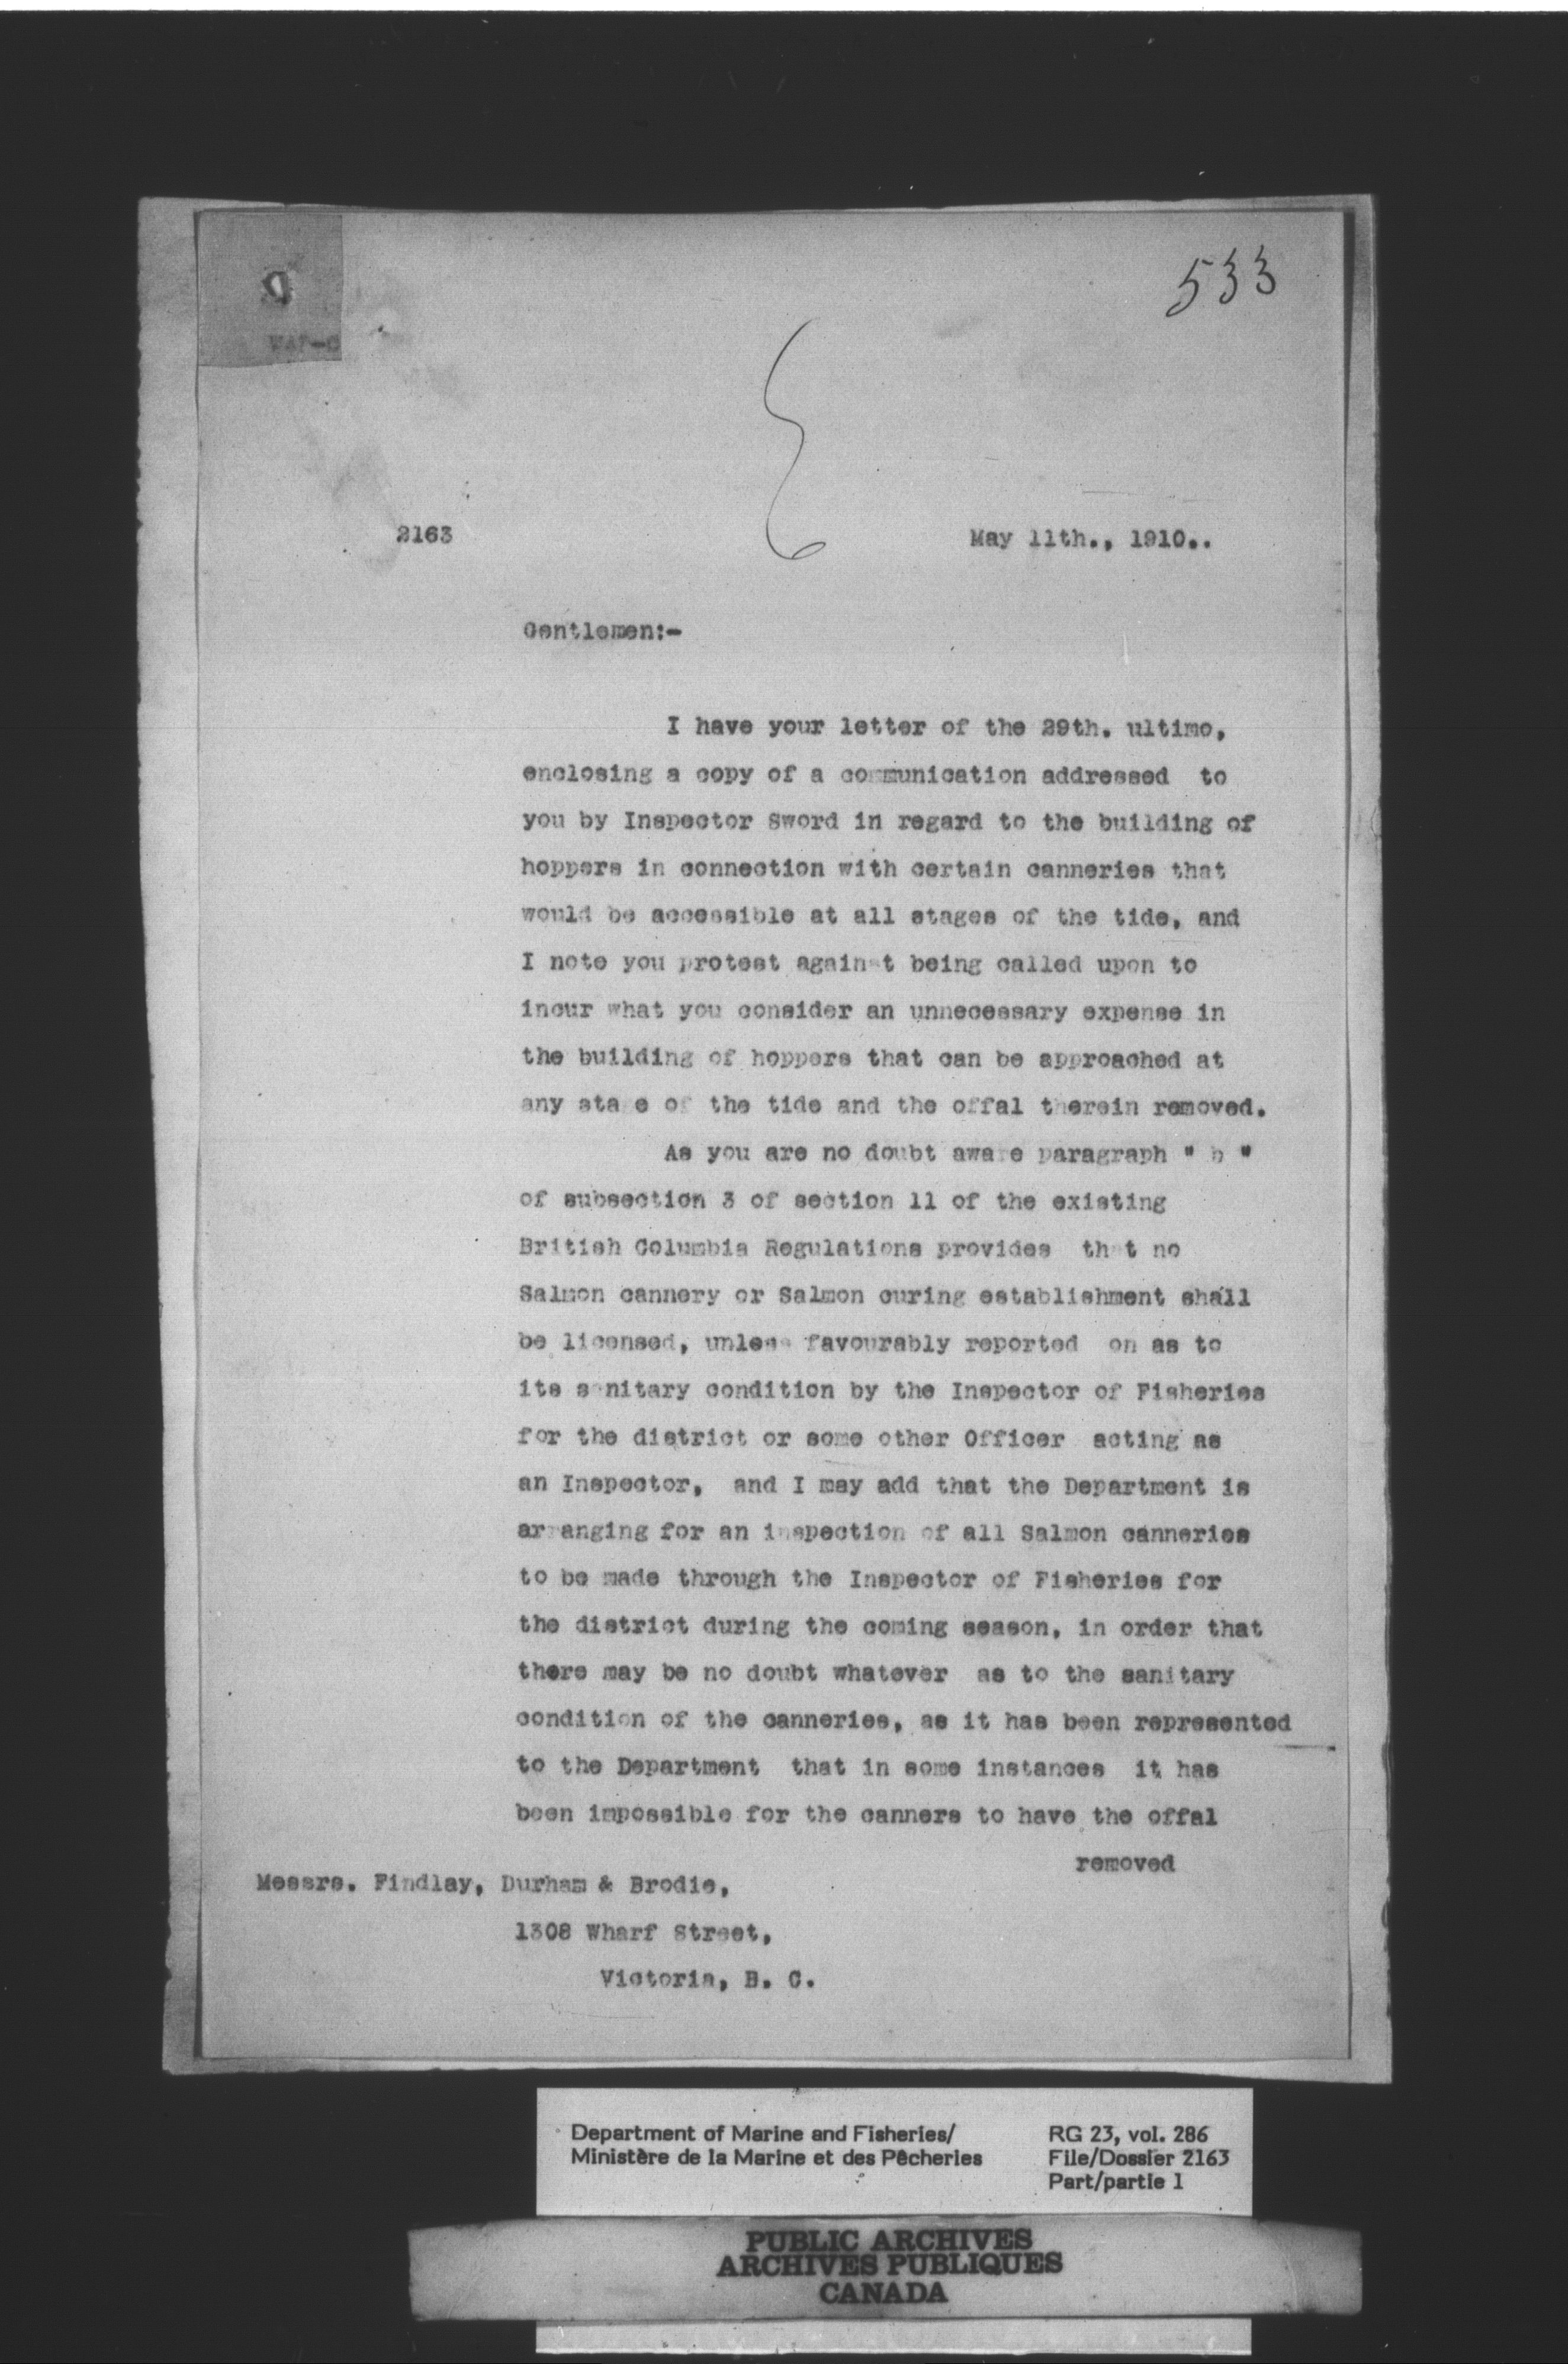 533
2163
May 11th., 1910..
Gentlemen:-
I have your letter of the 29th. ultimo,
enclosing a copy of a communication addressed to
you by Inspector Sword in regard to the building of
hoppers in connection with certain canneries that
would be accessible at all stages of the tide, and
I note you protest against being called upon to
incur what you consider an unnecessary expense in
the building of hoppers that can be approached at
any stage of the tide and the offal therein removed.
As you are no doubt aware paragraph " b "
of subsection 3 of section 11 of the existing
British Columbia Regulations provides that no
Salmon cannery or Salmon curing establishment shall
be licensed, unless favourably reported on as to
its sanitary condition by the Inspector of Fisheries
for the district or some other Officer acting as
an Inspector, and I may add that the Department is
arranging for an inspection of all Salmon canneries
to be made through the Inspector of Fisheries for
the district during the coming season, in order that
there may be no doubt whatever as to the sanitary
condition of the canneries, as it has been represented
to the Department that in some instances it has
been impossible for the canners to have the offal
removed
Messrs. Findlay, Durham & Brodie,
1308 Wharf Street,
Victoria, B. C.
Department of Marine and Fisheries/
Ministère de la Marine et des Pêcheries
RG 23, vol. 286
File/Dossier 2163
Part/partie 1
PUBLIC ARCHIVES
ARCHIVES PUBLIQUES
CANADA